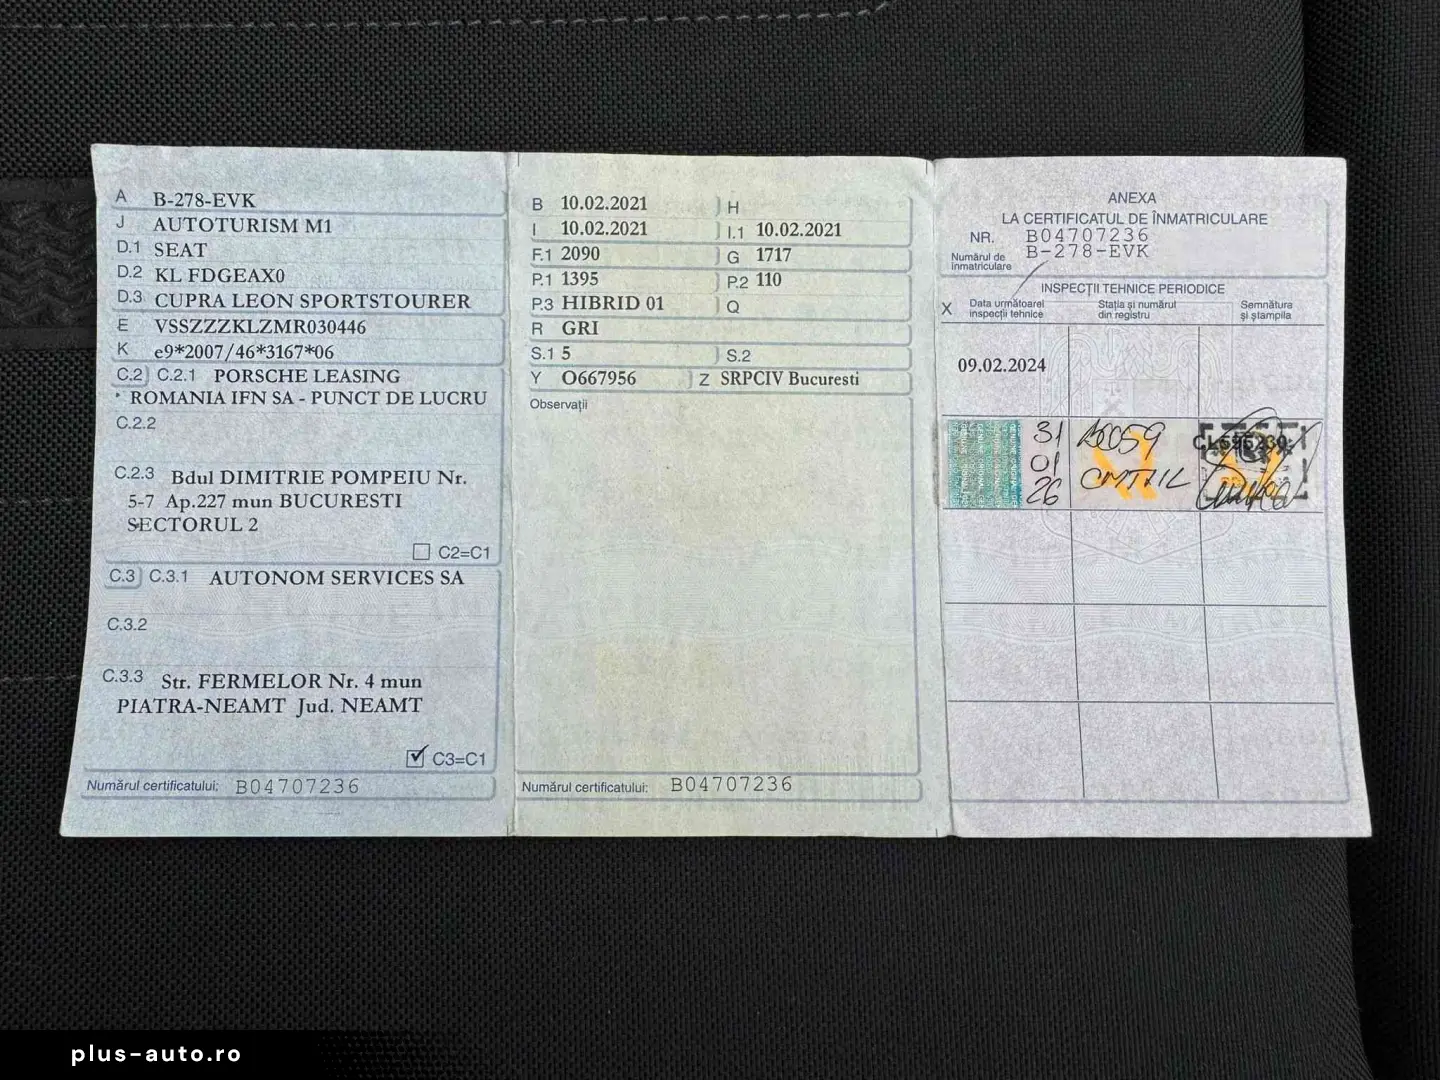 A B-278-EVK
J AUTOTURISM M1
D.1 SEAT
D.2 KL FDGEAX0
D.3 CUPRA LEON SPORTSTOURER
E VSSZZZKLZMR030446
K e9*2007/46*3167*06
C.2 C.2.1 PORSCHE LEASING
ROMANIA IFN SA - PUNCT DE LUCRU
C.2.2
C.2.3 Bdul DIMITRIE POMPEIU Nr.
5-7 Ap.227 mun BUCURESTI
SECTORUL 2
C2=C1
C.3 C.3.1 AUTONOM SERVICES SA
C.3.2
C.3.3 Str. FERMELOR Nr. 4 mun
PIATRA-NEAMT Jud. NEAMT
C3=C1
Numărul certificatului: B04707236
B 10.02.2021 H
I 10.02.2021 I.1 10.02.2021
F.1 2090 G 1717
P.1 1395 P.2 110
P.3 HIBRID 01 Q
R GRI
S.1 5 S.2
Y O667956 Z SRPCIV Bucuresti
Observații
Numărul certificatului: B04707236
ANEXA
LA CERTIFICATUL DE ÎNMATRICULARE
NR. B04707236
Numărul de înmatriculare B-278-EVK
INSPECȚII TEHNICE PERIODICE
X Data următoarei inspecții tehnice Stația și numărul din registru Semnătura și ștampila
09.02.2024
31
01
26
plus-auto.ro